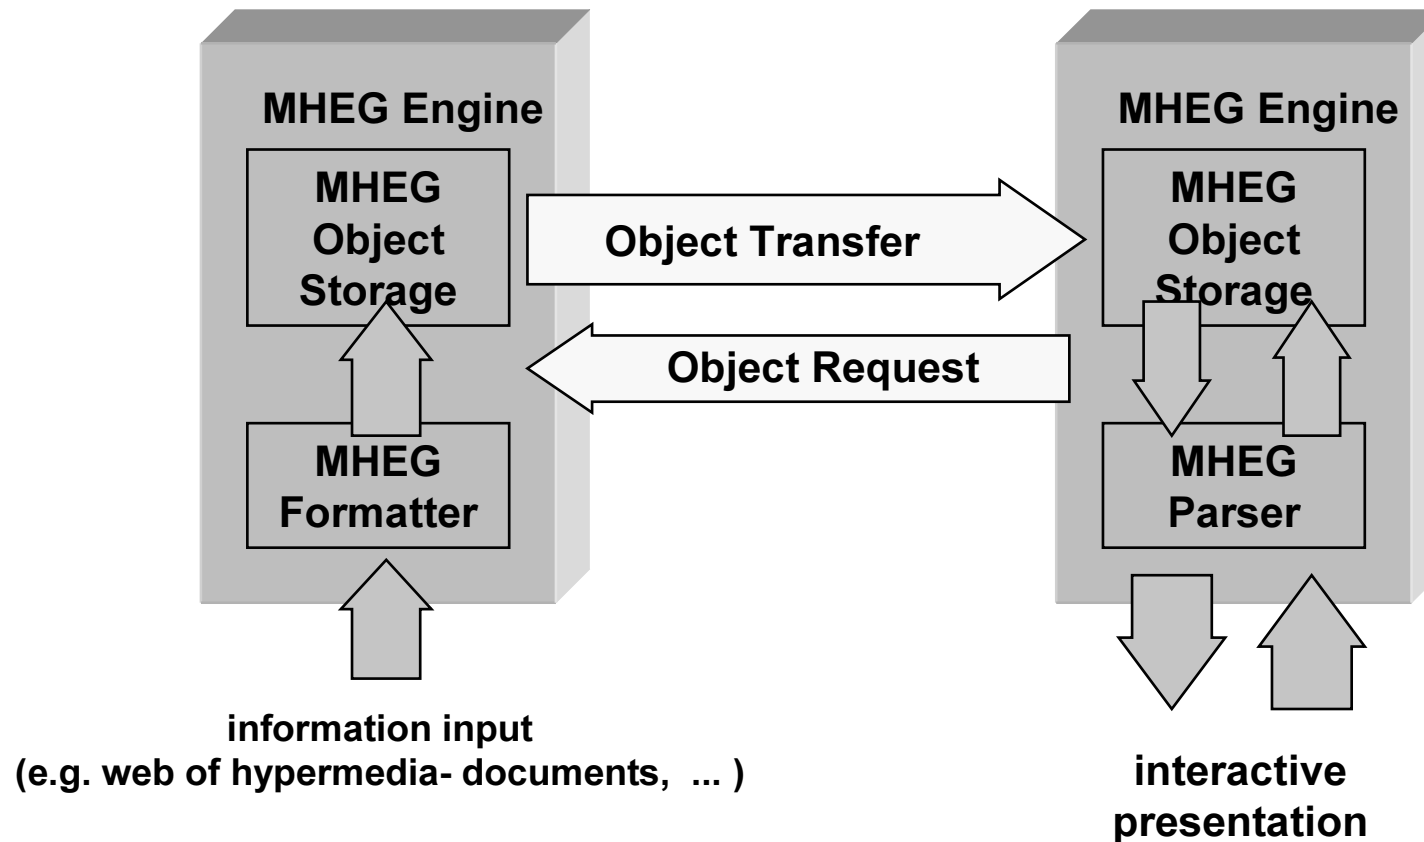 MHEG Engine
MHEG
Object
Storage
MHEG
Formatter
information input
(e.g. web of hypermedia- documents,  ... )
Object Transfer
Object Request
MHEG Engine
MHEG
Object
Storage
MHEG
Parser
interactive
presentation